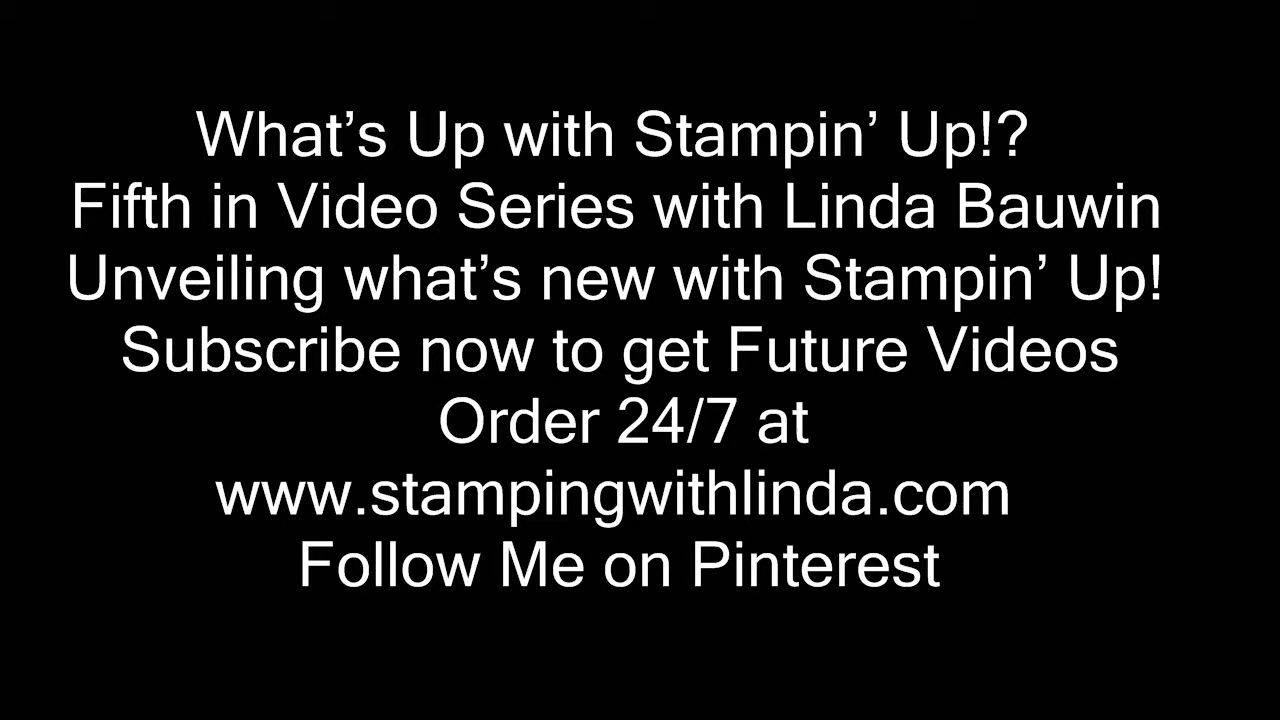 What’s Up with Stampin’ Up!?
Fifth in Video Series with Linda Bauwin
Unveiling what’s new with Stampin’ Up!
Subscribe now to get Future Videos
Order 24/7 at
www.stampingwithlinda.com
Follow Me on Pinterest